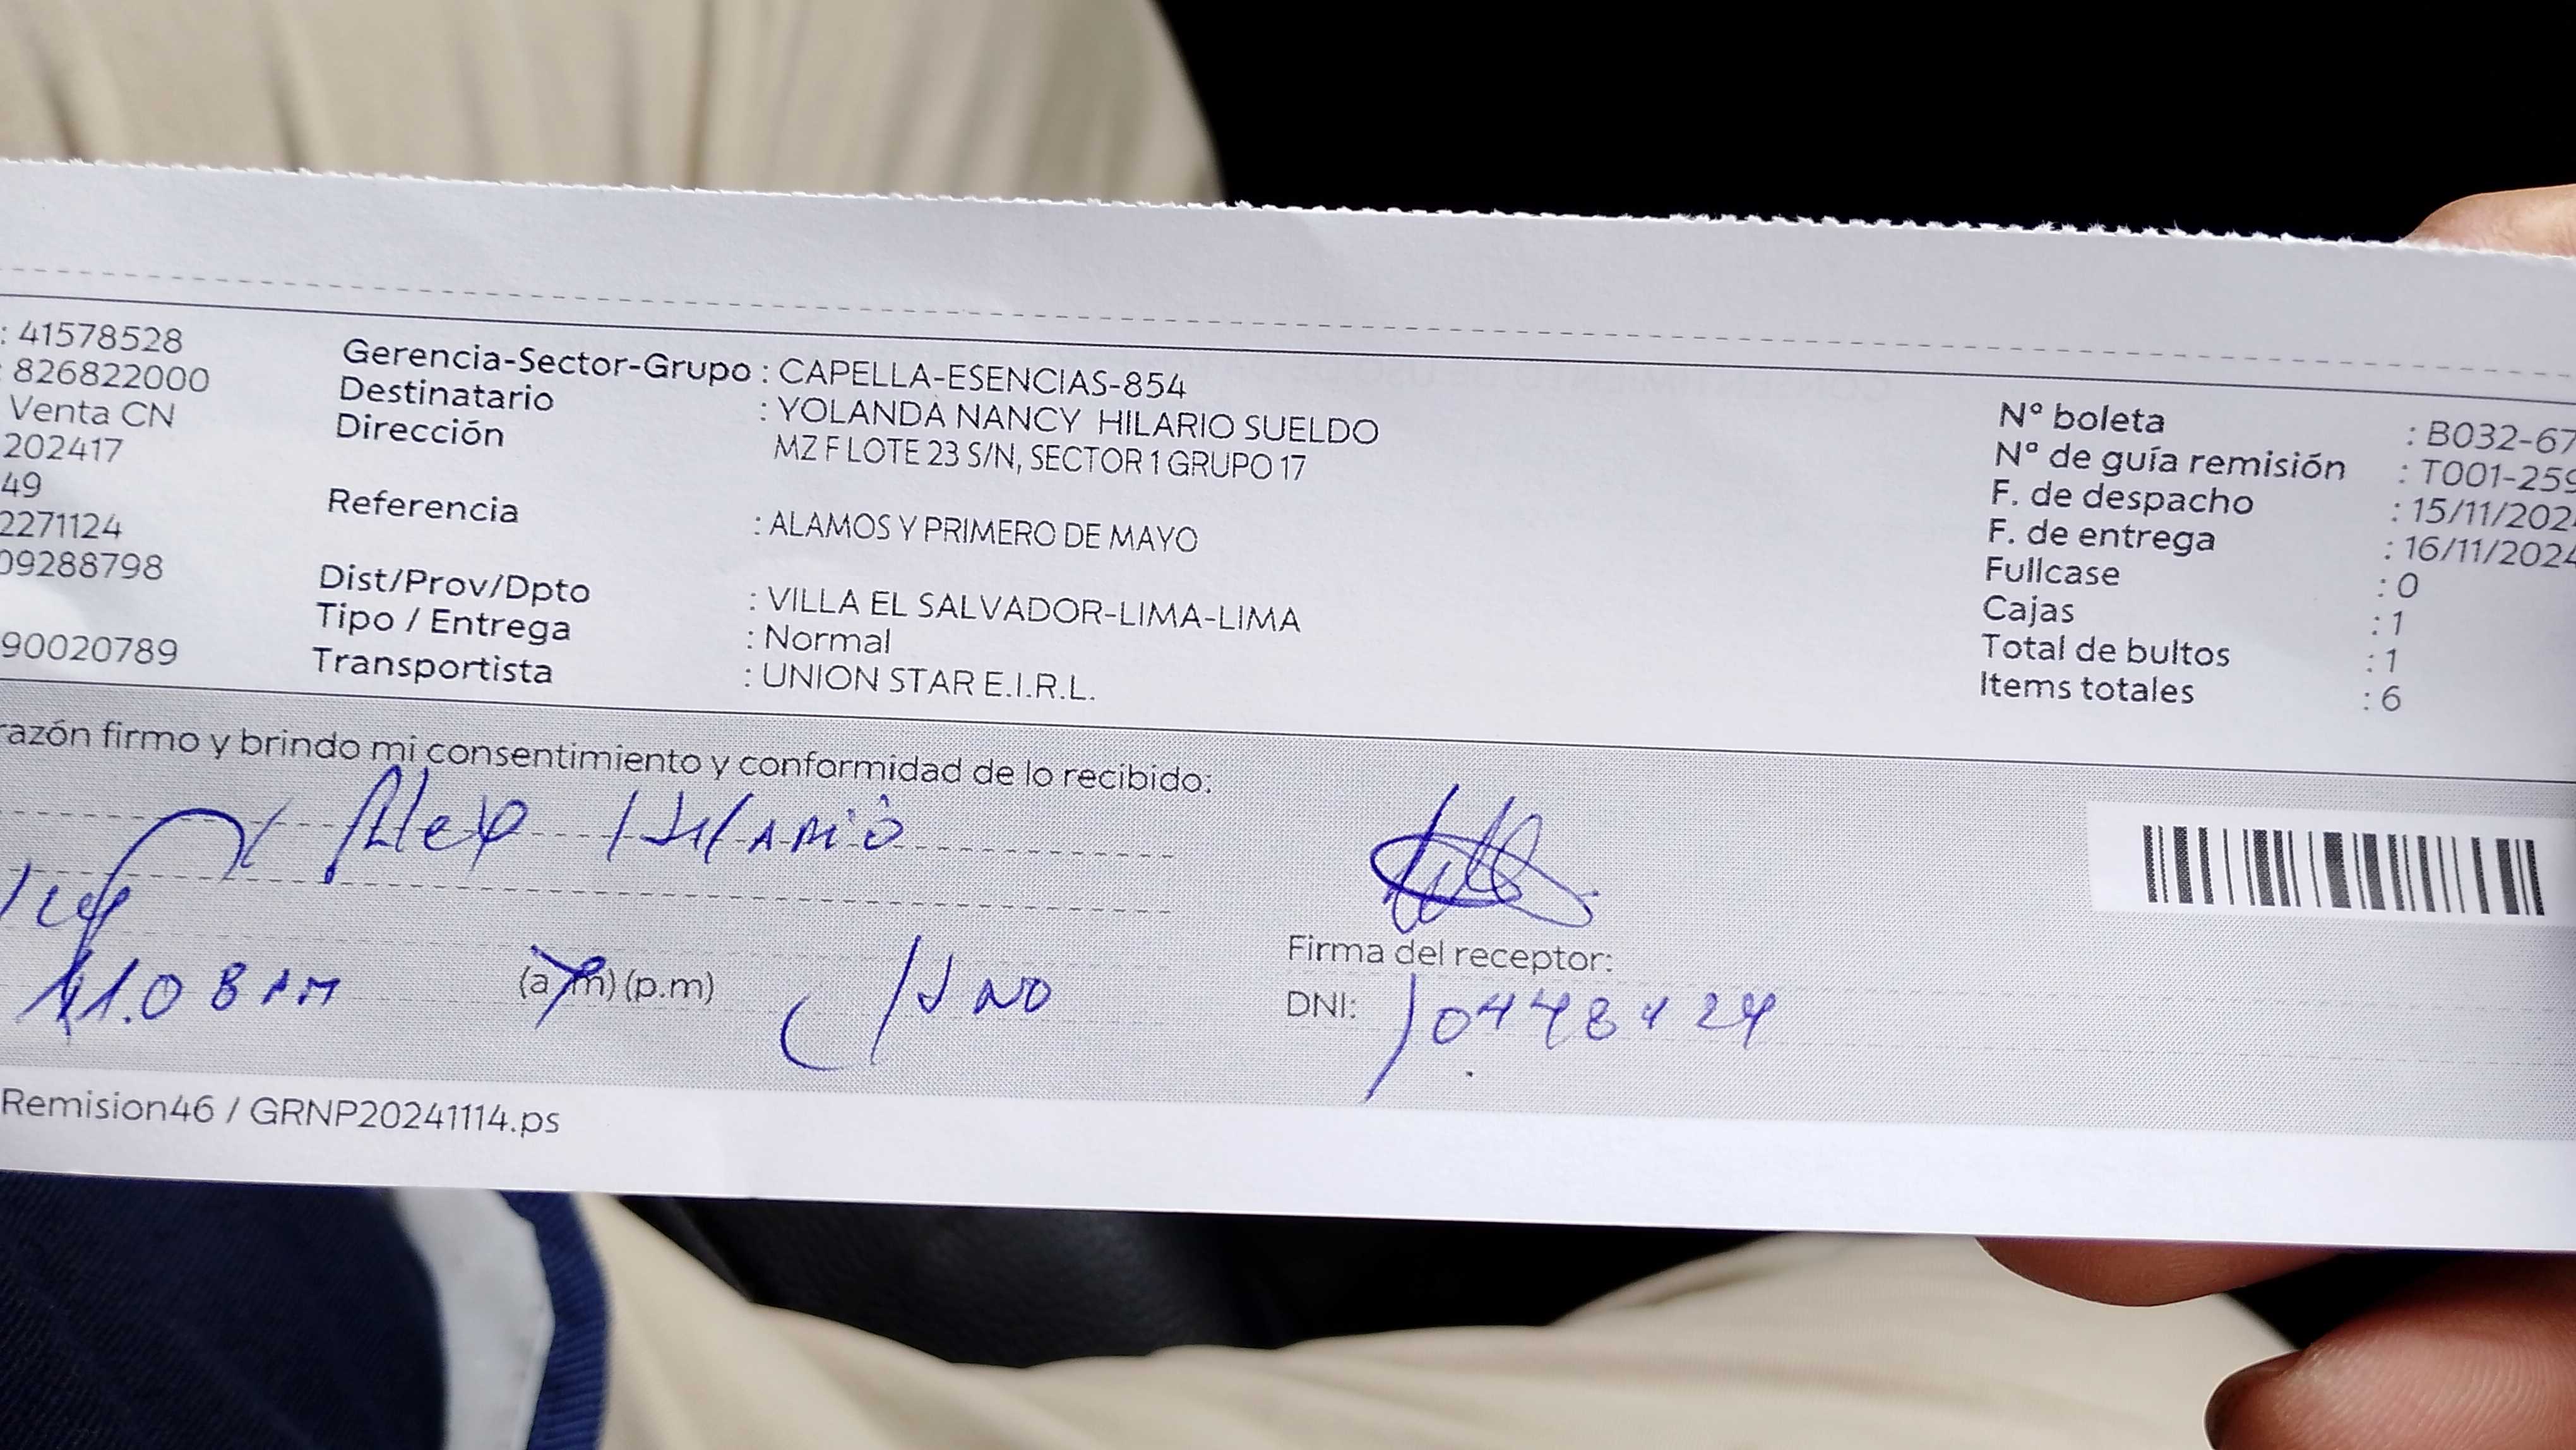 : 41578528
: 826822000
Venta CN
202417
49
2271124
09288798
90020789
Gerencia-Sector-Grupo : CAPELLA-ESENCIAS-854
Destinatario : YOLANDA NANCY HILARIO SUELDO
Dirección MZ F LOTE 23 S/N, SECTOR 1 GRUPO 17
Referencia : ALAMOS Y PRIMERO DE MAYO
Dist/Prov/Dpto : VILLA EL SALVADOR-LIMA-LIMA
Tipo / Entrega : Normal
Transportista : UNION STAR E.I.R.L.
Nº boleta : B032-67
Nº de guía remisión : T001-259
F. de despacho : 15/11/202
F. de entrega : 16/11/2024
Fullcase : 0
Cajas : 1
Total de bultos : 1
Items totales : 6
razón firmo y brindo mi consentimiento y conformidad de lo recibido:
Alex Hilario
11.08 AM (a.m) (p.m)
Firma del receptor:
DNI:
Remision46 / GRNP20241114.ps